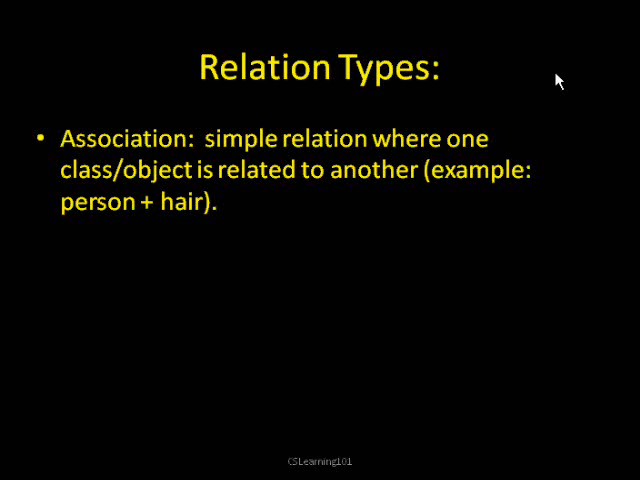 Relation Types:
• Association: simple relation where one
class/object is related to another (example:
person + hair).
CSLearning101